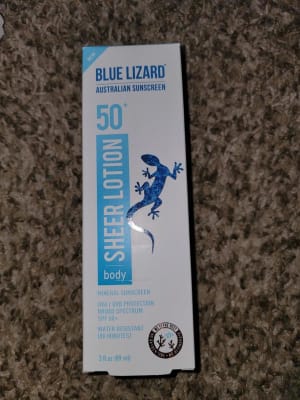 NEW
BLUE LIZARD®
AUSTRALIAN SUNSCREEN
50+
SHEER LOTION
body
MINERAL SUNSCREEN
UVA / UVB PROTECTION
BROAD SPECTRUM
SPF 50+
WATER RESISTANT
(80 MINUTES)
3 fl oz (89 ml)